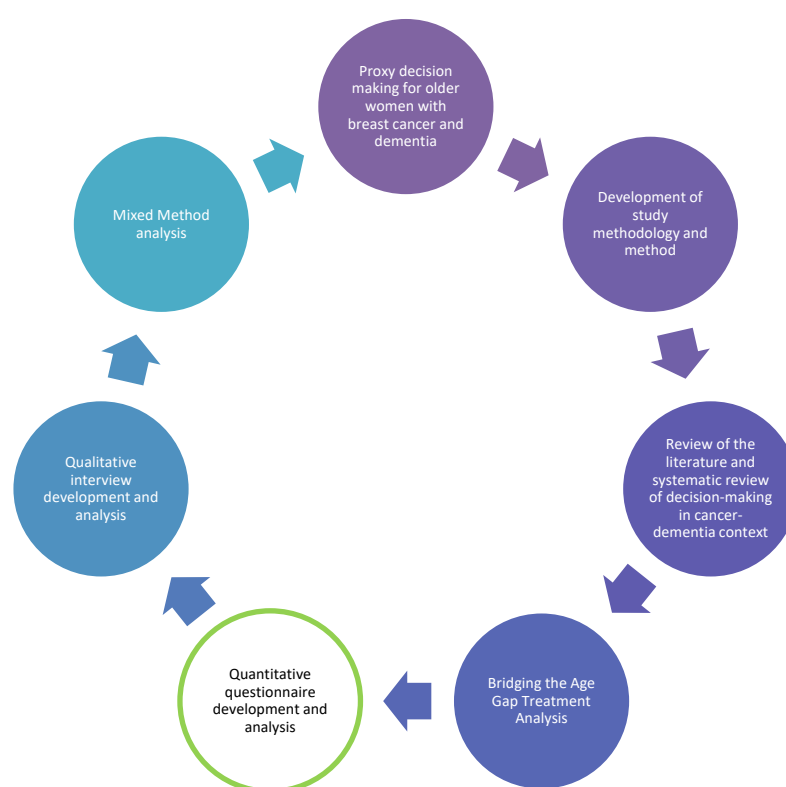 Proxy decision
making for older
women with
breast cancer and
dementia
Development of
study
methodology and
method
Review of the
literature and
systematic review
of decision-making
in cancer-
dementia context
Bridging the Age
Gap Treatment
Analysis
Quantitative
questionnaire
development and
analysis
Qualitative
interview
development and
analysis
Mixed Method
analysis